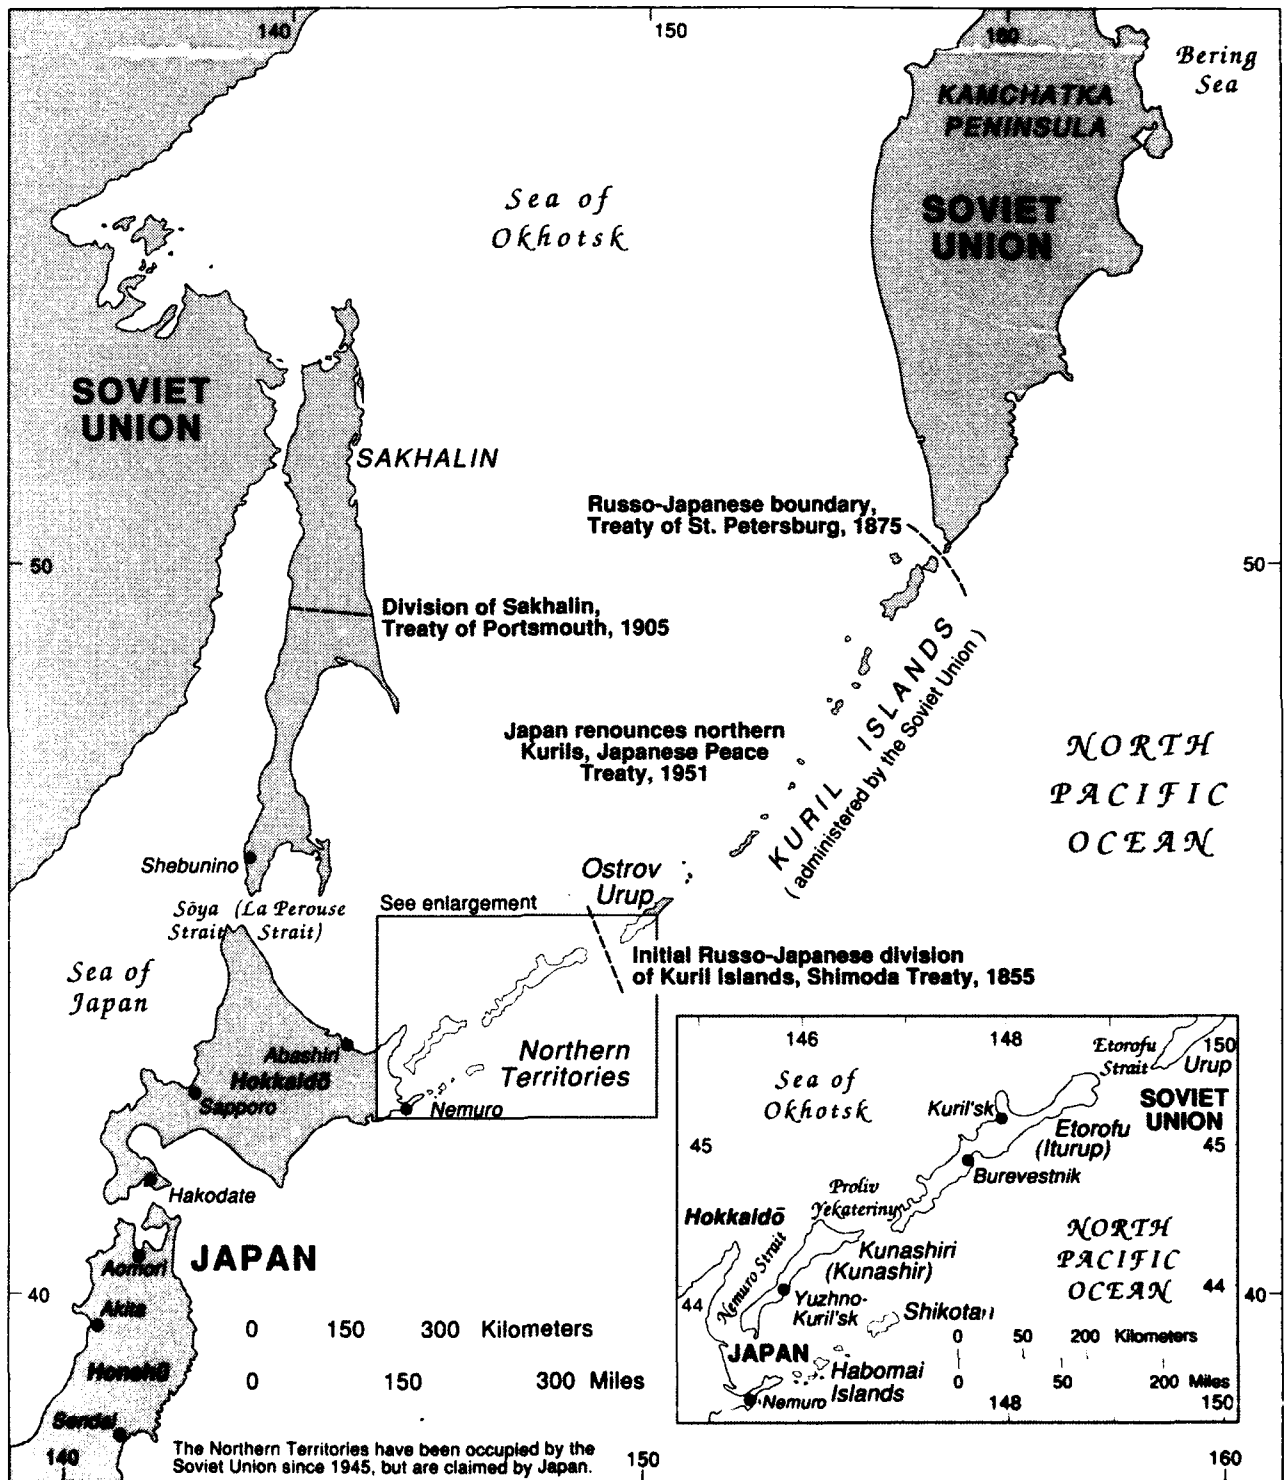 140
150
160
Bering
Sea
KAMCHATKA
PENINSULA
Sea of
Okhotsk
SOVIET
UNION
SOVIET
UNION
SAKHALIN
Russo-Japanese boundary,
Treaty of St. Petersburg, 1875
50
50
Division of Sakhalin,
Treaty of Portsmouth, 1905
KURIL ISLANDS
(administered by the Soviet Union)
Japan renounces northern
Kurils, Japanese Peace
Treaty, 1951
NORTH
PACIFIC
OCEAN
Shebunino
Ostrov
Urup
Sōya (La Perouse
Strait Strait)
See enlargement
Initial Russo-Japanese division
of Kuril Islands, Shimoda Treaty, 1855
Sea of
Japan
Abashiri
Hokkaidō
Sapporo
Northern
Territories
Nemuro
Hakodate
JAPAN
Aomori
40
40
Akita
0 150 300 Kilometers
Honshū
0 150 300 Miles
Sendai
140
The Northern Territories have been occupied by the
Soviet Union since 1945, but are claimed by Japan.
150
160
146
148
150
Etorofu
Strait
Urup
Sea of
Okhotsk
SOVIET
UNION
Kuril'sk
Etorofu
(Iturup)
45
45
Burevestnik
Proliv
Yekateriny
Hokkaidō
NORTH
PACIFIC
OCEAN
Nemuro Strait
Kunashiri
(Kunashir)
44
44
Yuzhno-
Kuril'sk
Shikotan
0 50 200 Kilometers
JAPAN
Habomai
Islands
0 50 200 Miles
Nemuro
148
150